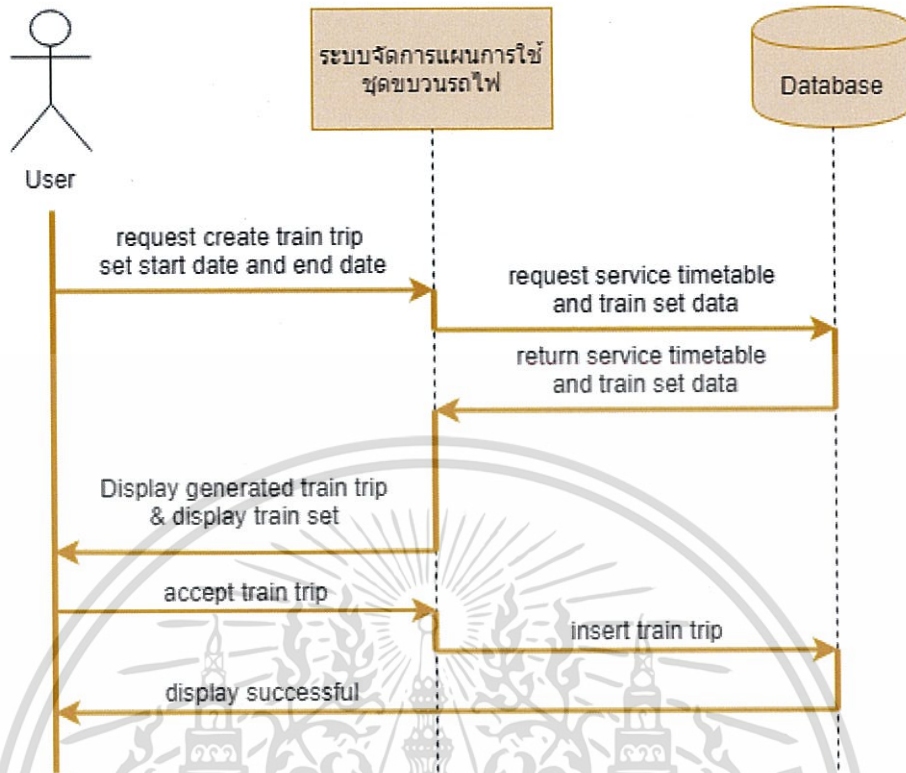 ระบบจัดการแผนการใช้
ชุดขบวนรถไฟ
Database
User
request create train trip
set start date and end date
request service timetable
and train set data
return service timetable
and train set data
Display generated train trip
& display train set
accept train trip
insert train trip
display successful